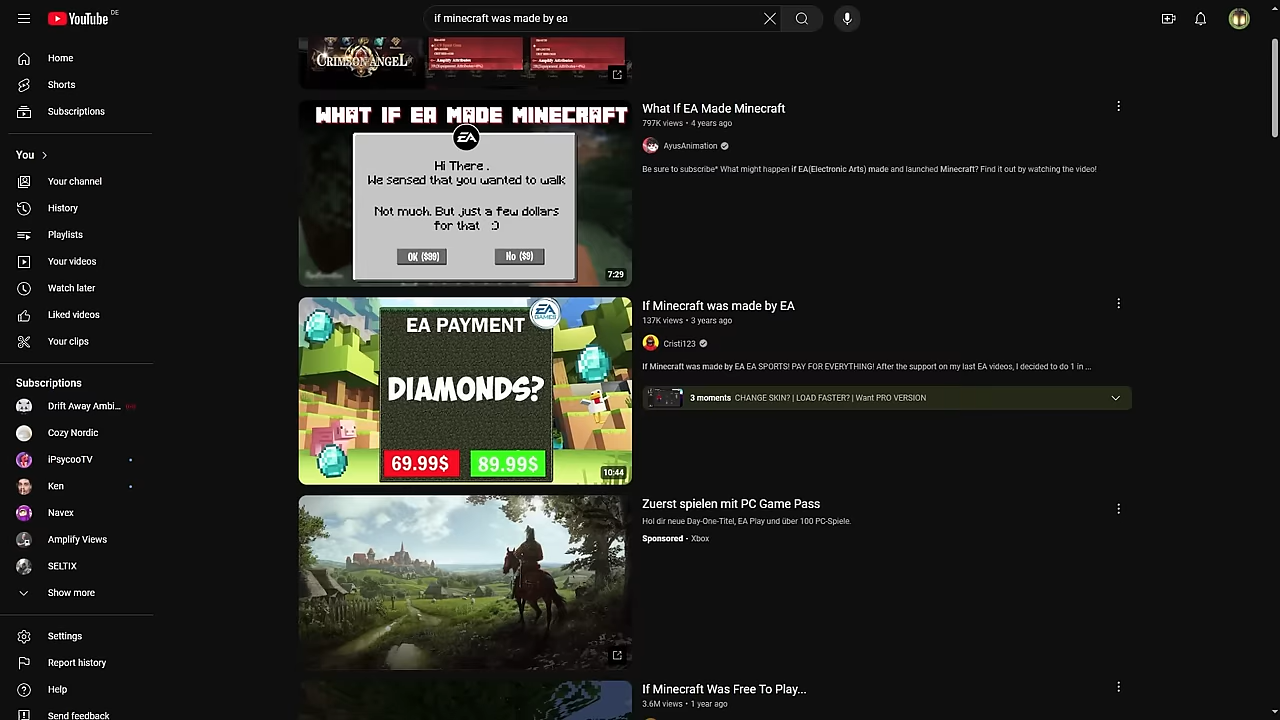 YouTube DE
if minecraft was made by ea
Home
Shorts
Subscriptions
You
Your channel
History
Playlists
Your videos
Watch later
Liked videos
Your clips
Subscriptions
Drift Away Ambi...
Cozy Nordic
iPsycooTV
Ken
Navex
Amplify Views
SELTIX
Show more
Settings
Report history
Help
Send feedback
CRIMSON ANGEL
Amplify Attributes
Amplify Attributes
WHAT IF EA MADE MINECRAFT
EA
Hi There .
We sensed that you wanted to walk
Not much. But just a few dollars
for that :)
OK ($99)
No ($9)
7:29
What If EA Made Minecraft
797K views • 4 years ago
AyusAnimation
Be sure to subscribe* What might happen if EA(Electronic Arts) made and launched Minecraft? Find it out by watching the video!
EA PAYMENT
EA GAMES
DIAMONDS?
69.99$
89.99$
10:44
If Minecraft was made by EA
137K views • 3 years ago
Cristi123
If Minecraft was made by EA EA SPORTS! PAY FOR EVERYTHING! After the support on my last EA videos, I decided to do 1 in ...
3 moments CHANGE SKIN? | LOAD FASTER? | Want PRO VERSION
Zuerst spielen mit PC Game Pass
Hol dir neue Day-One-Titel, EA Play und über 100 PC-Spiele.
Sponsored • Xbox
If Minecraft Was Free To Play...
3.6M views • 1 year ago